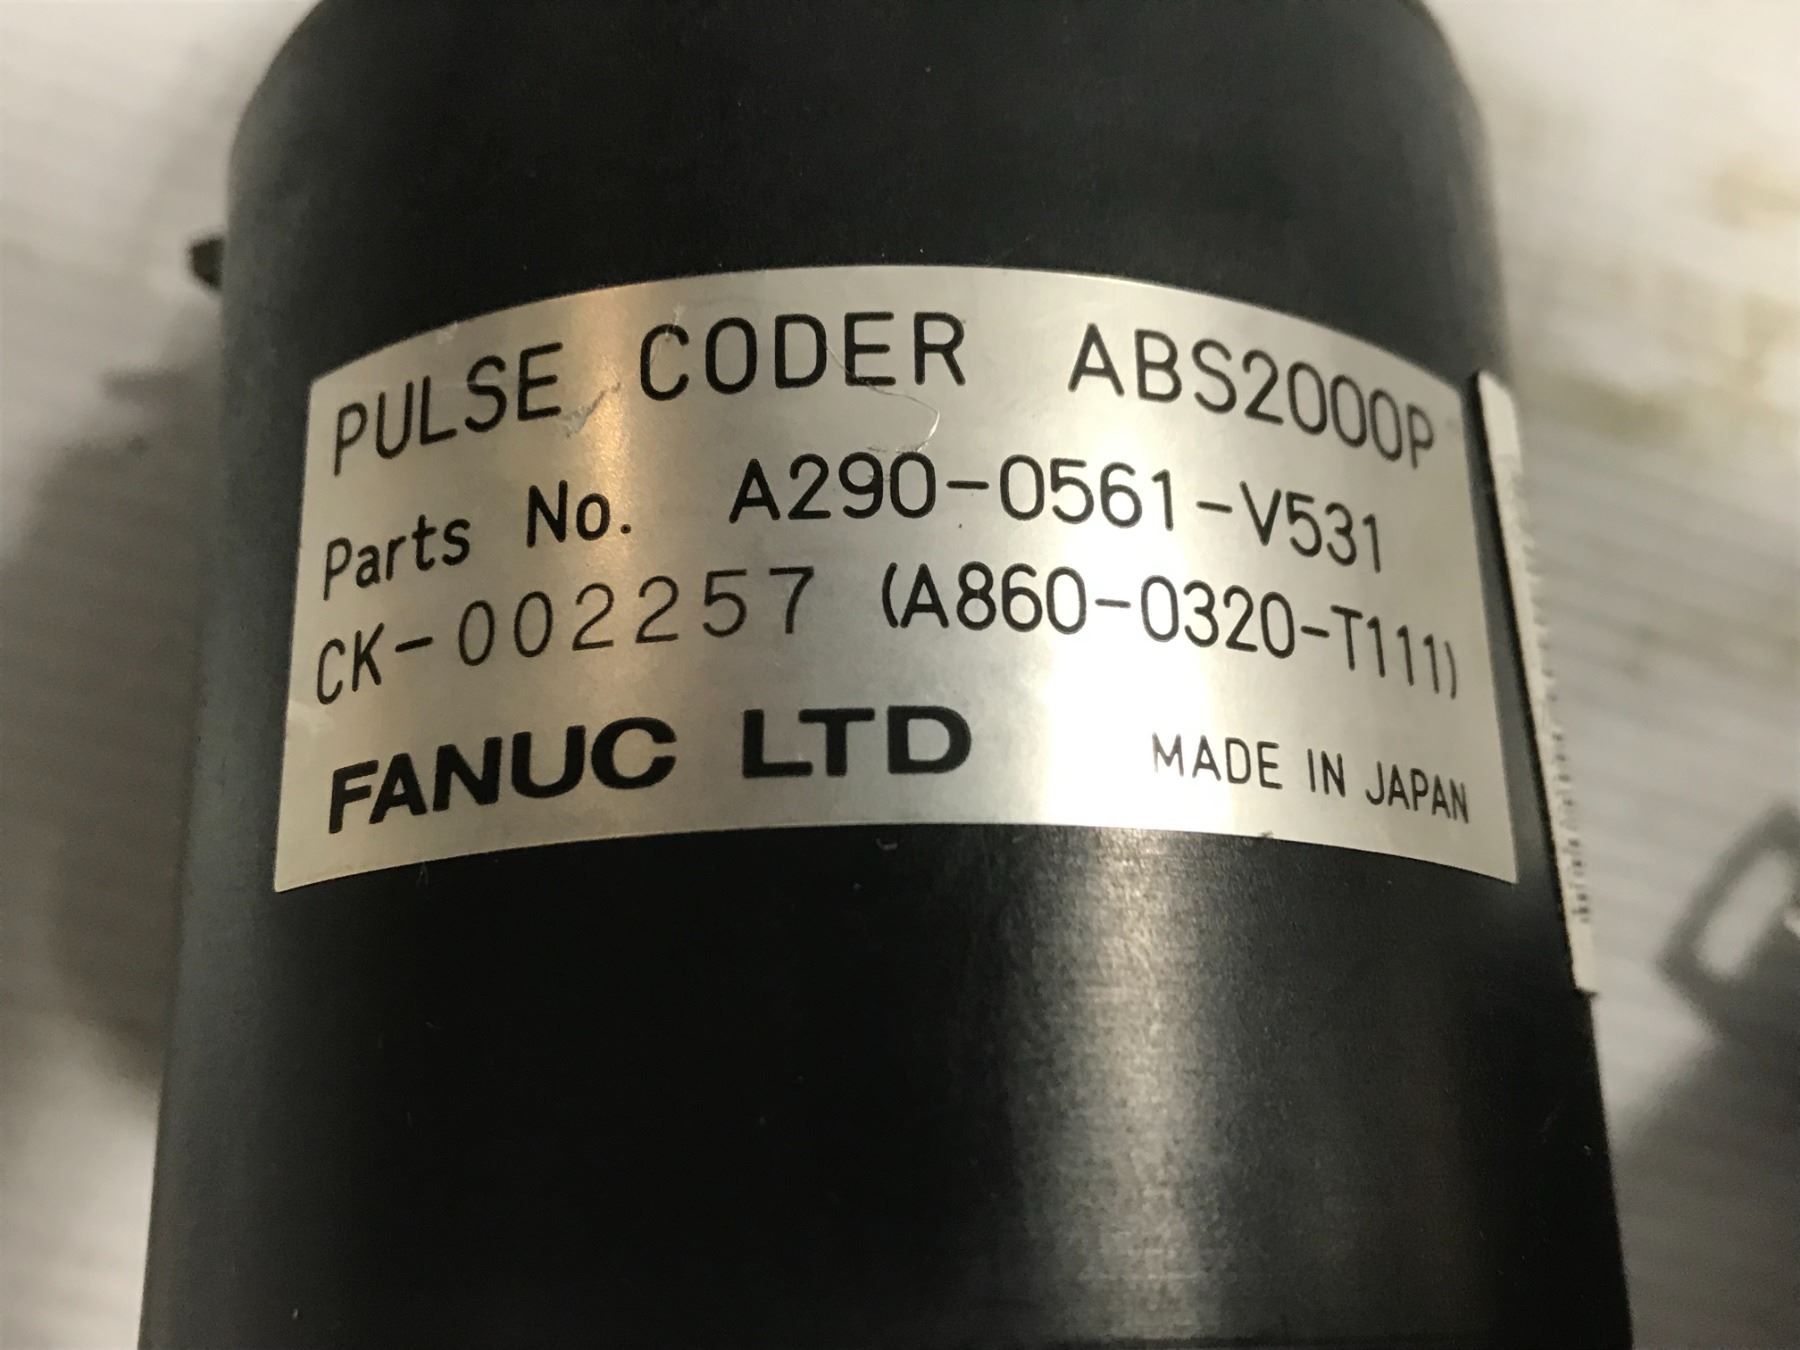 PULSE CODER ABS2000P
Parts No. A290-0561-V531
CK-002257 (A860-0320-T111)
FANUC LTD MADE IN JAPAN